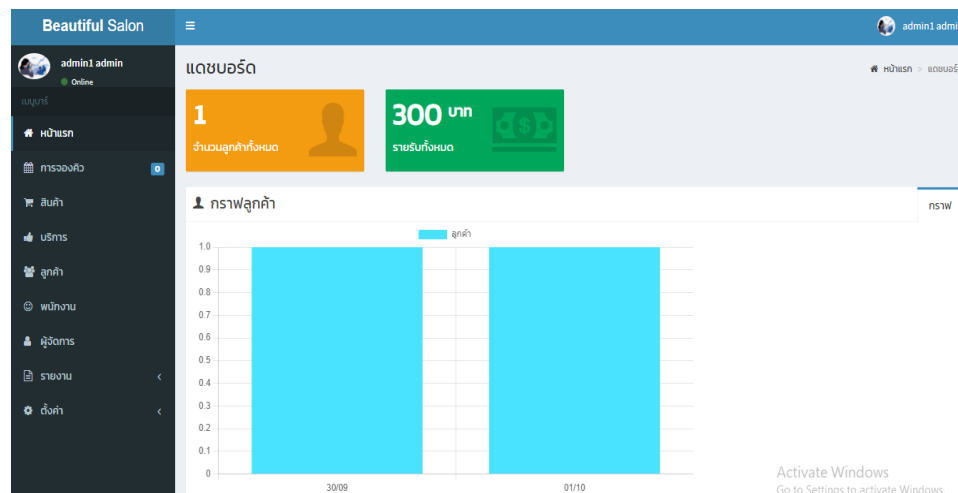 Beautiful Salon
admin1 admi
admin1 admin
Online
เมนูบาร์
หน้าแรก
การจองคิว 0
สินค้า
บริการ
ลูกค้า
พนักงาน
ผู้จัดการ
รายงาน
ตั้งค่า
แดชบอร์ด
หน้าแรก > แดชบอร์
1
จำนวนลูกค้าทั้งหมด
300 บาท
รายรับทั้งหมด
กราฟลูกค้า
กราฟ
ลูกค้า
1.0
0.9
0.8
0.7
0.6
0.5
0.4
0.3
0.2
0.1
0
30/09 01/10
Activate Windows
Go to Settings to activate Windows.